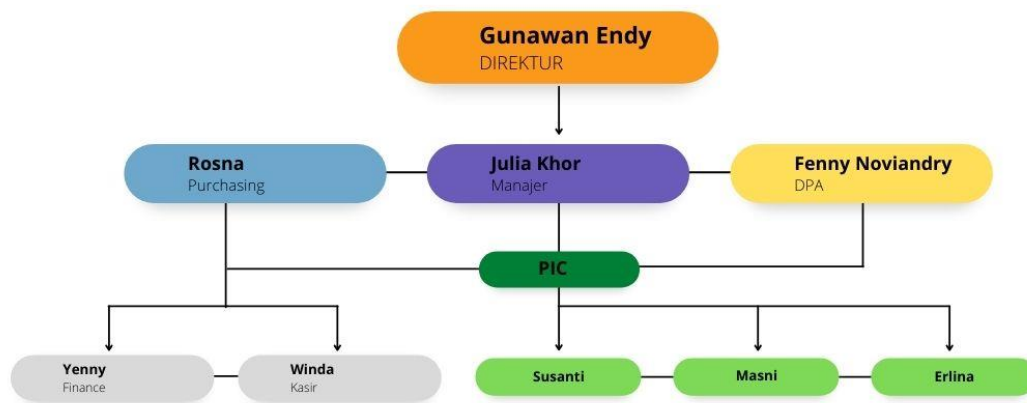 Gunawan Endy
DIREKTUR
Rosna
Purchasing
Julia Khor
Manajer
Fenny Noviandry
DPA
PIC
Yenny
Finance
Winda
Kasir
Susanti
Masni
Erlina